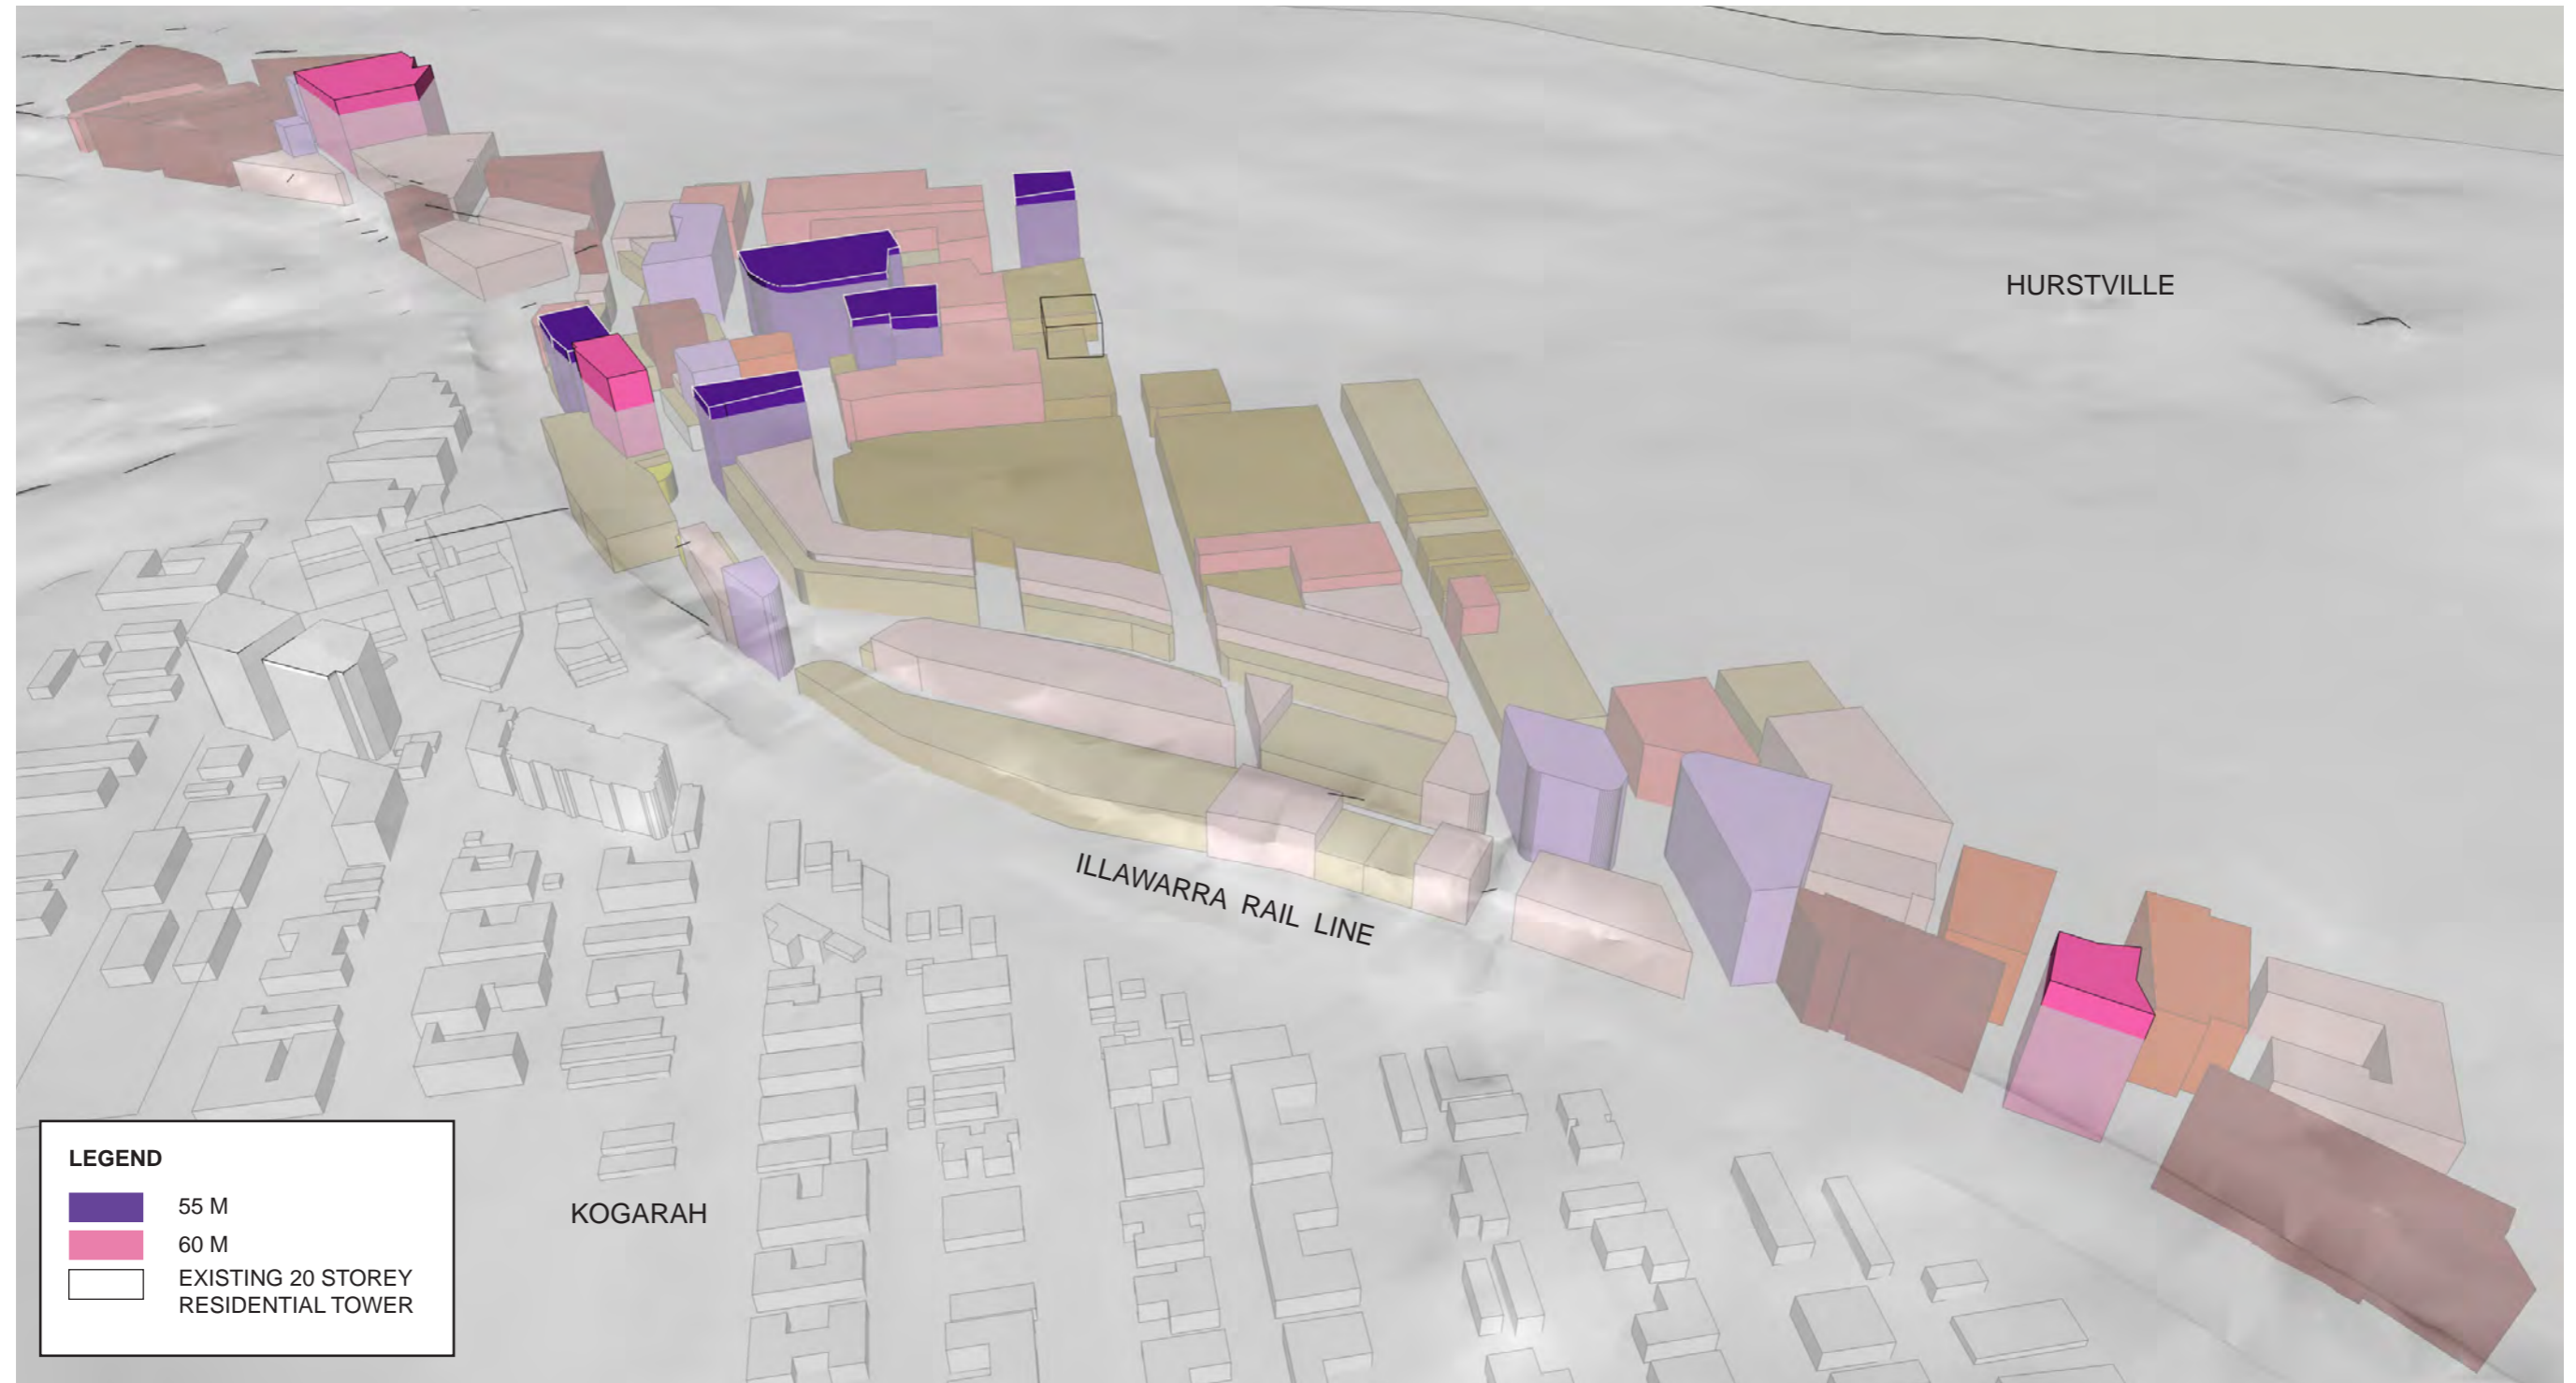 HURSTVILLE
ILLAWARRA RAIL LINE
KOGARAH
LEGEND
55 M
60 M
EXISTING 20 STOREY
RESIDENTIAL TOWER